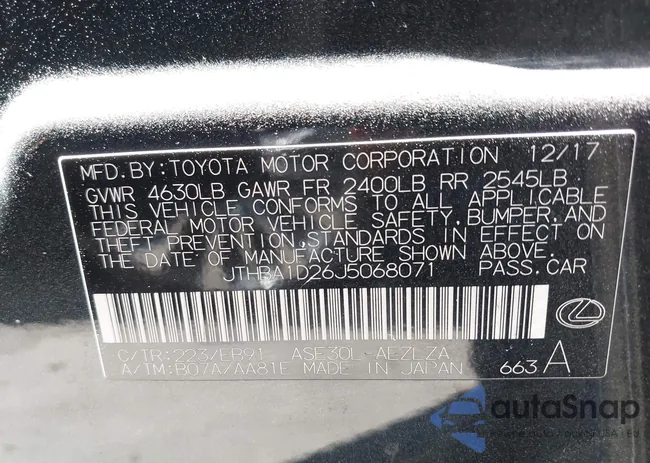 MFD.BY:TOYOTA MOTOR CORPORATION 12/17
GVWR 4630LB GAWR FR 2400LB RR 2545LB
THIS VEHICLE CONFORMS TO ALL APPLICABLE
FEDERAL MOTOR VEHICLE SAFETY, BUMPER, AND
THEFT PREVENTION STANDARDS IN EFFECT ON
THE DATE OF MANUFACTURE SHOWN ABOVE.
JTHBA1D26J5068071 PASS.CAR
C/TR:223/EB91 ASE30L-AEZLZA
A/TM:B07A/AA81E MADE IN JAPAN 663 A
autoSnap